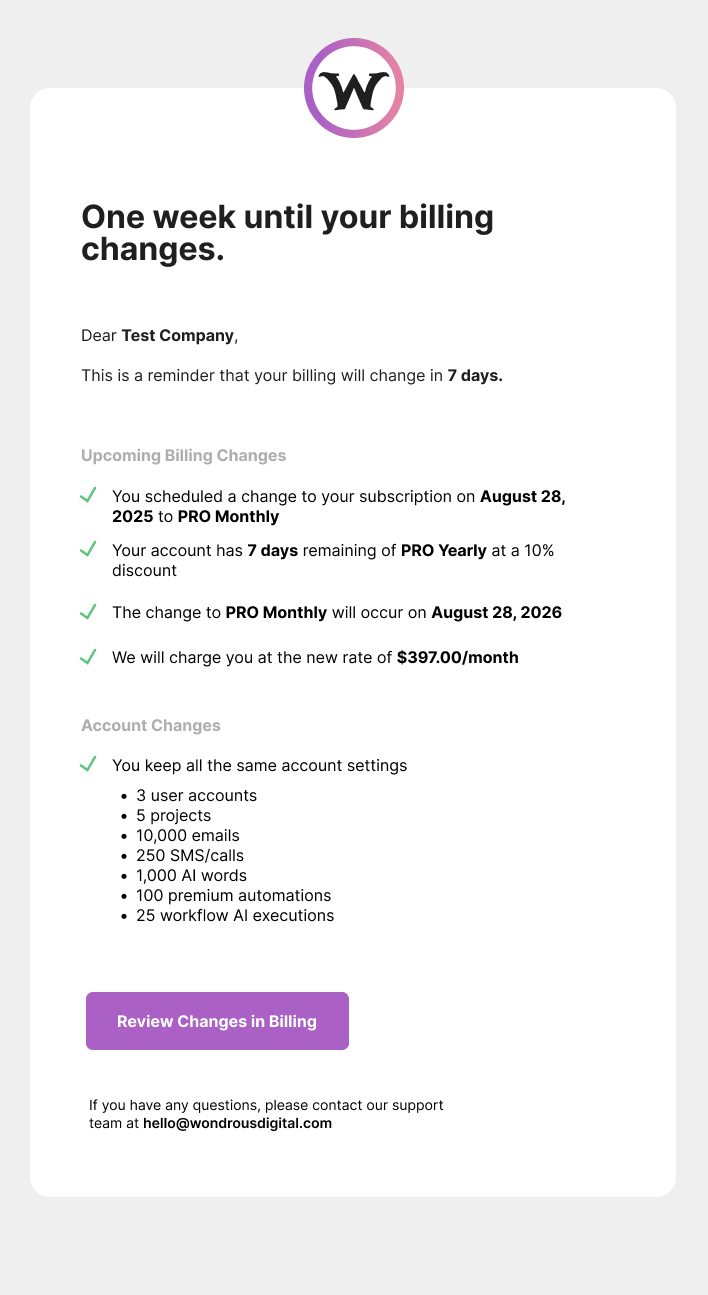 W
One week until your billing
changes.
Dear Test Company,
This is a reminder that your billing will change in 7 days.
Upcoming Billing Changes
You scheduled a change to your subscription on August 28,
2025 to PRO Monthly
Your account has 7 days remaining of PRO Yearly at a 10%
discount
The change to PRO Monthly will occur on August 28, 2026
We will charge you at the new rate of $397.00/month
Account Changes
You keep all the same account settings
• 3 user accounts
• 5 projects
• 10,000 emails
• 250 SMS/calls
• 1,000 AI words
• 100 premium automations
• 25 workflow AI executions
Review Changes in Billing
If you have any questions, please contact our support
team at hello@wondrousdigital.com